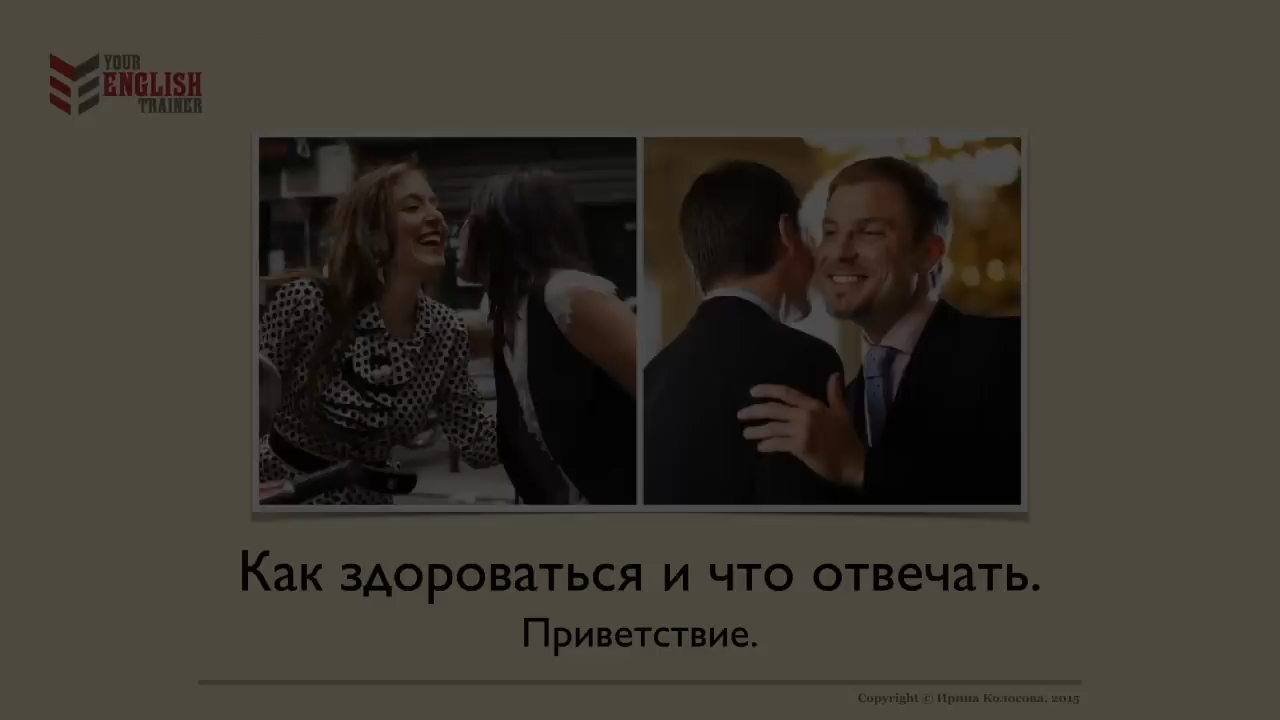 YOUR
ENGLISH
TRAINER
Как здороваться и что отвечать.
Приветствие.
Copyright © Ирина Колосова, 2015